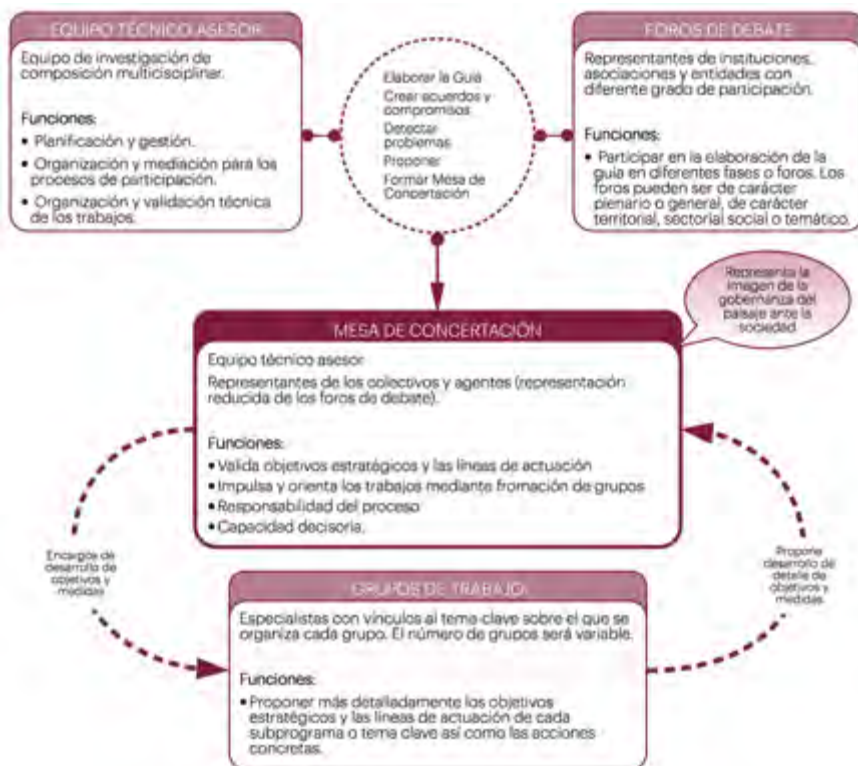 EQUIPO TÉCNICO ASESOR
Equipo de investigación de
composición multidisciplinar.
Funciones:
• Planificación y gestión.
• Organización y mediación para los
procesos de participación.
• Organización y validación técnica
de los trabajos.
Elaborar la Guía
Crear acuerdos y
compromisos
Detectar
problemas
Proponer
Formar Mesa de
Concertación
FOROS DE DEBATE
Representantes de instituciones,
asociaciones y entidades con
diferente grado de participación.
Funciones:
• Participar en la elaboración de la
guía en diferentes fases o foros. Los
foros pueden ser de carácter
plenario o general, de carácter
territorial, sectorial social o temático.
Representa la
imagen de la
gobernanza del
paisaje ante la
sociedad
MESA DE CONCERTACIÓN
Equipo técnico asesor
Representantes de los colectivos y agentes (representación
reducida de los foros de debate).
Funciones:
• Valida objetivos estratégicos y las líneas de actuación
• Impulsa y orienta los trabajos mediante fromación de grupos
• Responsabilidad del proceso
• Capacidad decisoria.
Encargos de
desarrollo de
objetivos y
medidas
Propone
desarrollo de
detalle de
objetivos y
medidas
GRUPOS DE TRABAJO
Especialistas con vínculos al tema clave sobre el que se
organiza cada grupo. El número de grupos será variable.
Funciones:
• Proponer más detalladamente los objetivos
estratégicos y las líneas de actuación de cada
subprograma o tema clave así como las acciones
concretas.